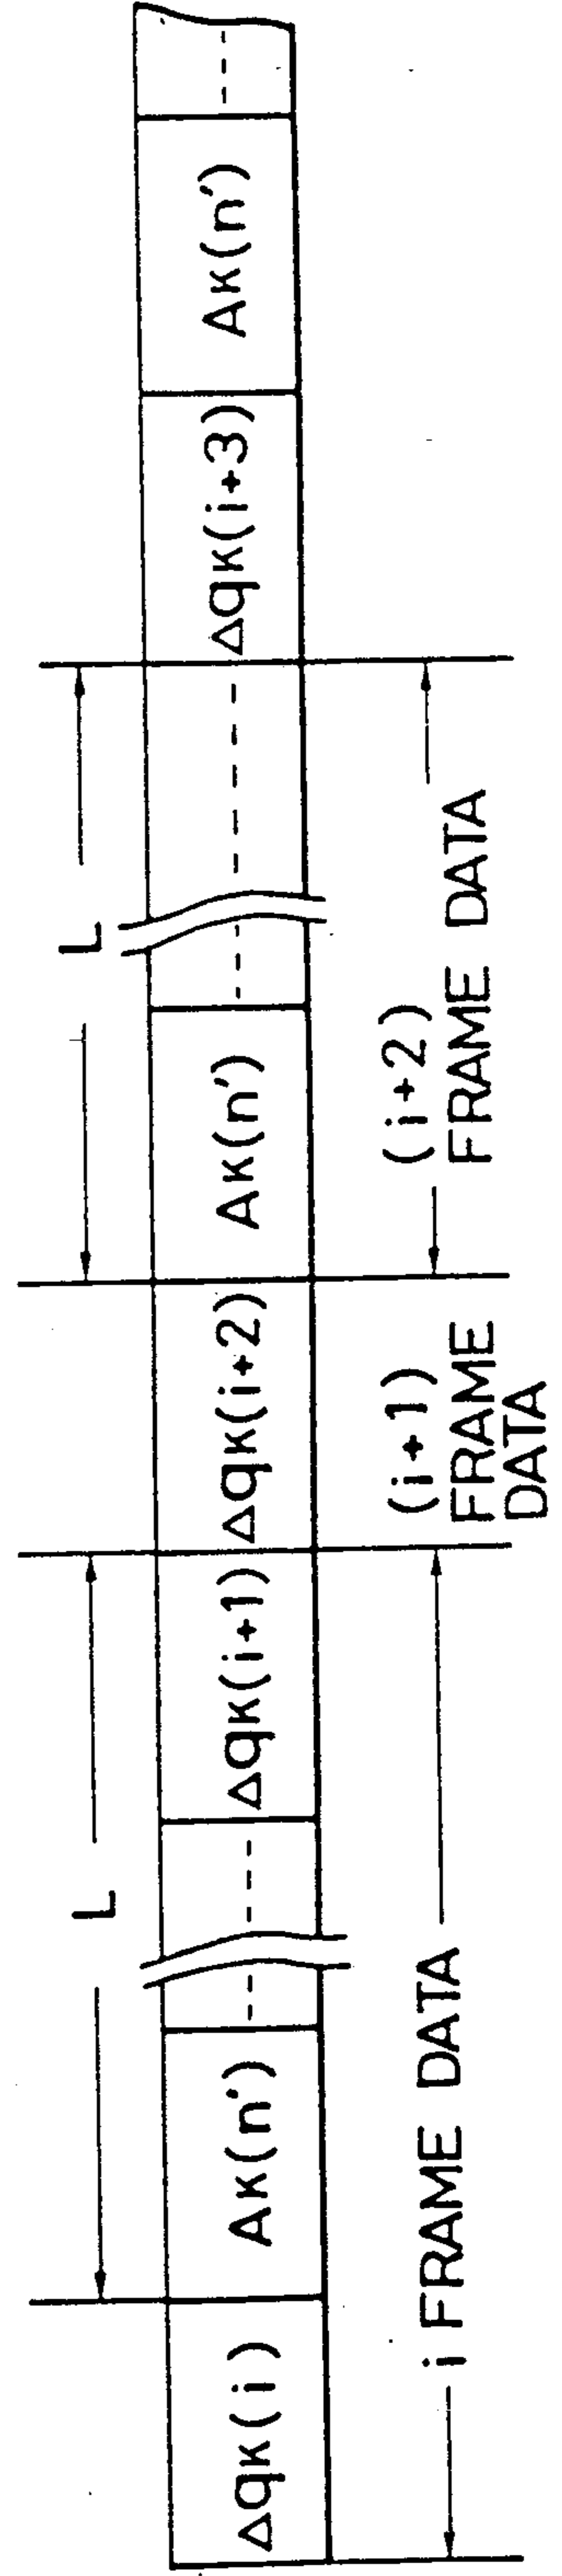 L
L
Δqκ(i)
Aκ(n')
Δqκ(i+1)
Δqκ(i+2)
Aκ(n')
Δqκ(i+3)
Aκ(n')
i FRAME DATA
(i+1)
FRAME
DATA
(i+2)
FRAME DATA